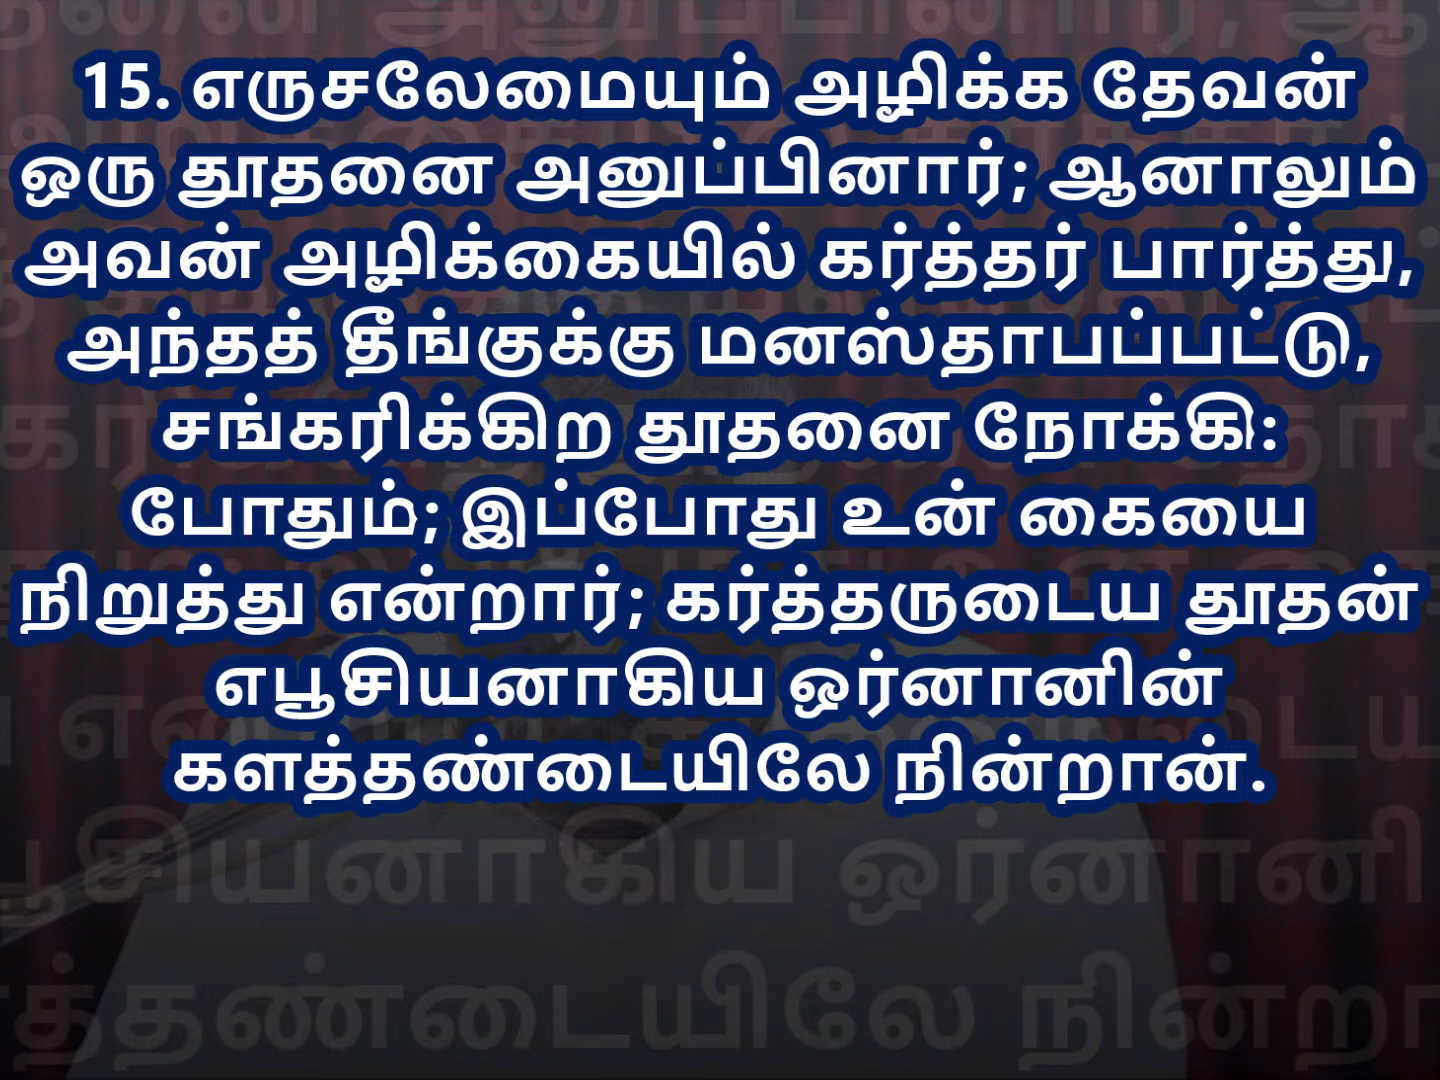 15. எருசலேமையும் அழிக்க தேவன்
ஒரு தூதனை அனுப்பினார்; ஆனாலும்
அவன் அழிக்கையில் கர்த்தர் பார்த்து,
அந்தத் தீங்குக்கு மனஸ்தாபப்பட்டு,
சங்கரிக்கிற தூதனை நோக்கி:
போதும்; இப்போது உன் கையை
நிறுத்து என்றார்; கர்த்தருடைய தூதன்
எபூசியனாகிய ஒர்னானின்
களத்தண்டையிலே நின்றான்.